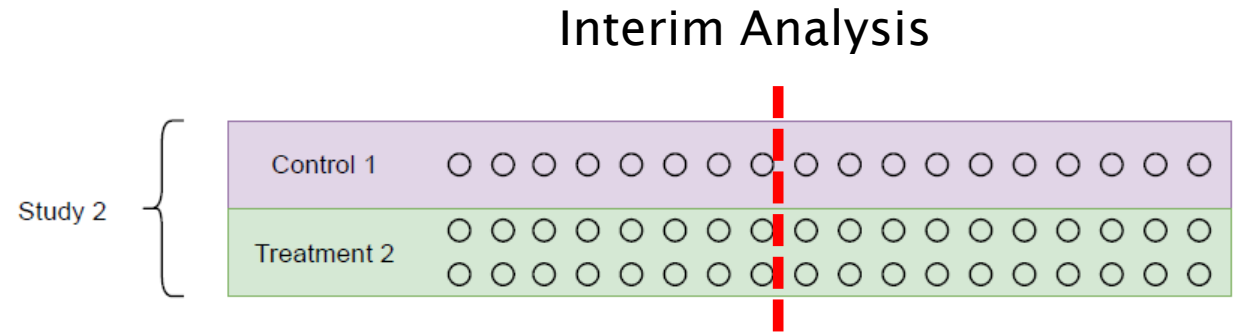 Interim Analysis
Control 1
Study 2
Treatment 2